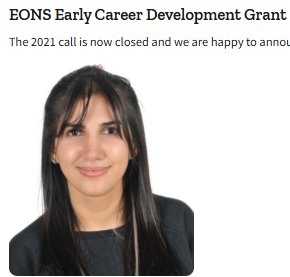 EONS Early Career Development Grant
The 2021 call is now closed and we are happy to annou